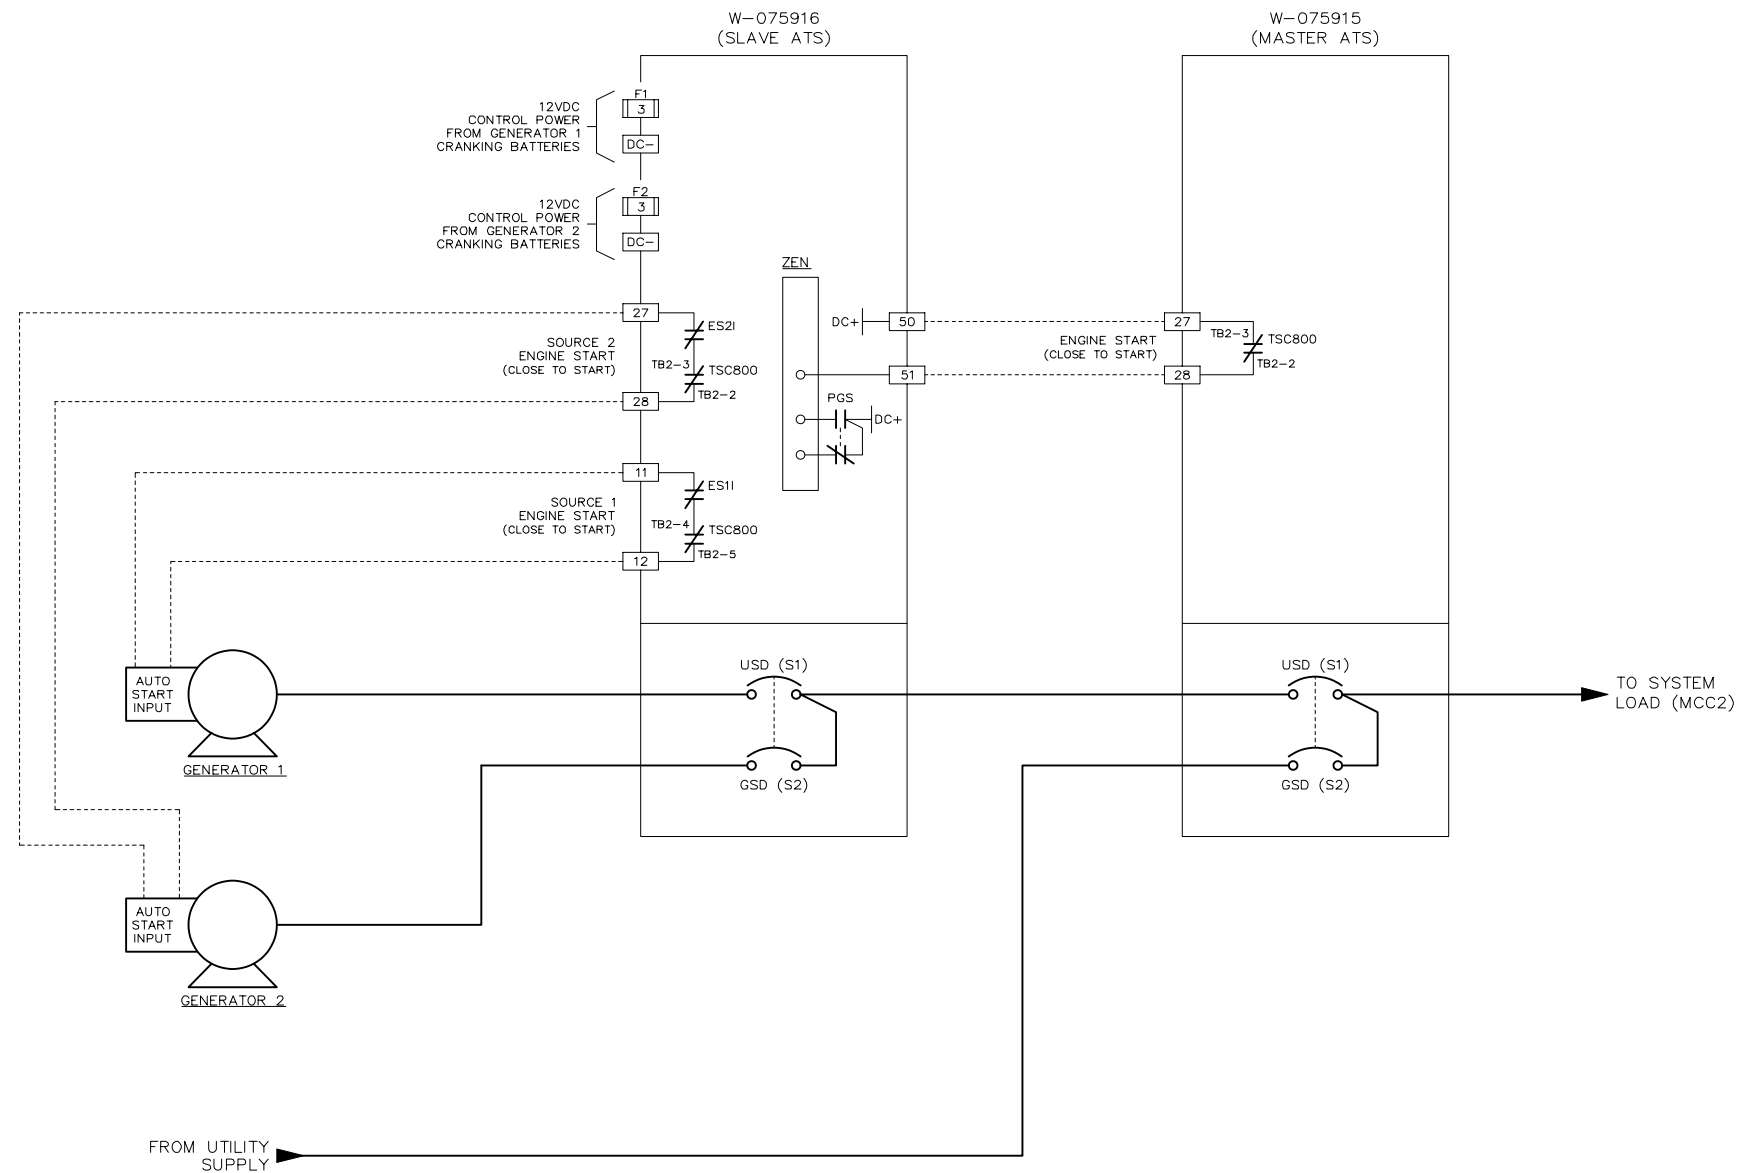 W-075916
(SLAVE ATS)
W-075915
(MASTER ATS)
F1
3
DC-
12VDC
CONTROL POWER
FROM GENERATOR 1
CRANKING BATTERIES
F2
3
DC-
12VDC
CONTROL POWER
FROM GENERATOR 2
CRANKING BATTERIES
ZEN
27
ES2I
SOURCE 2
ENGINE START
(CLOSE TO START)
TB2-3
TSC800
TB2-2
28
DC+
50
51
PGS
DC+
27
TB2-3
TSC800
TB2-2
28
ENGINE START
(CLOSE TO START)
11
ES1I
SOURCE 1
ENGINE START
(CLOSE TO START)
TB2-4
TSC800
TB2-5
12
AUTO
START
INPUT
GENERATOR 1
USD (S1)
GSD (S2)
USD (S1)
GSD (S2)
TO SYSTEM
LOAD (MCC2)
AUTO
START
INPUT
GENERATOR 2
FROM UTILITY
SUPPLY